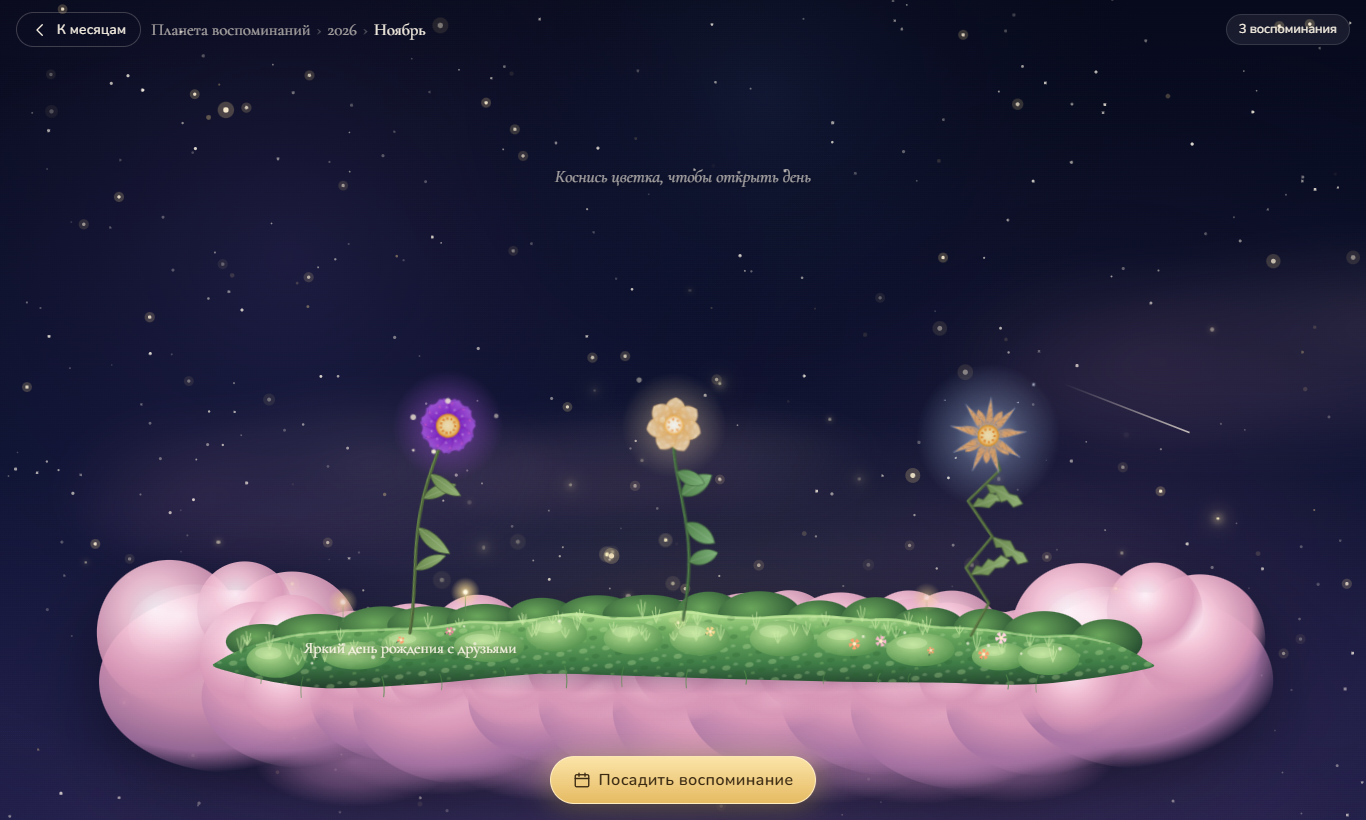 К месяцам
Планета воспоминаний › 2026 › Ноябрь
3 воспоминания
Коснись цветка, чтобы открыть день
Яркий день рождения с друзьями
Посадить воспоминание